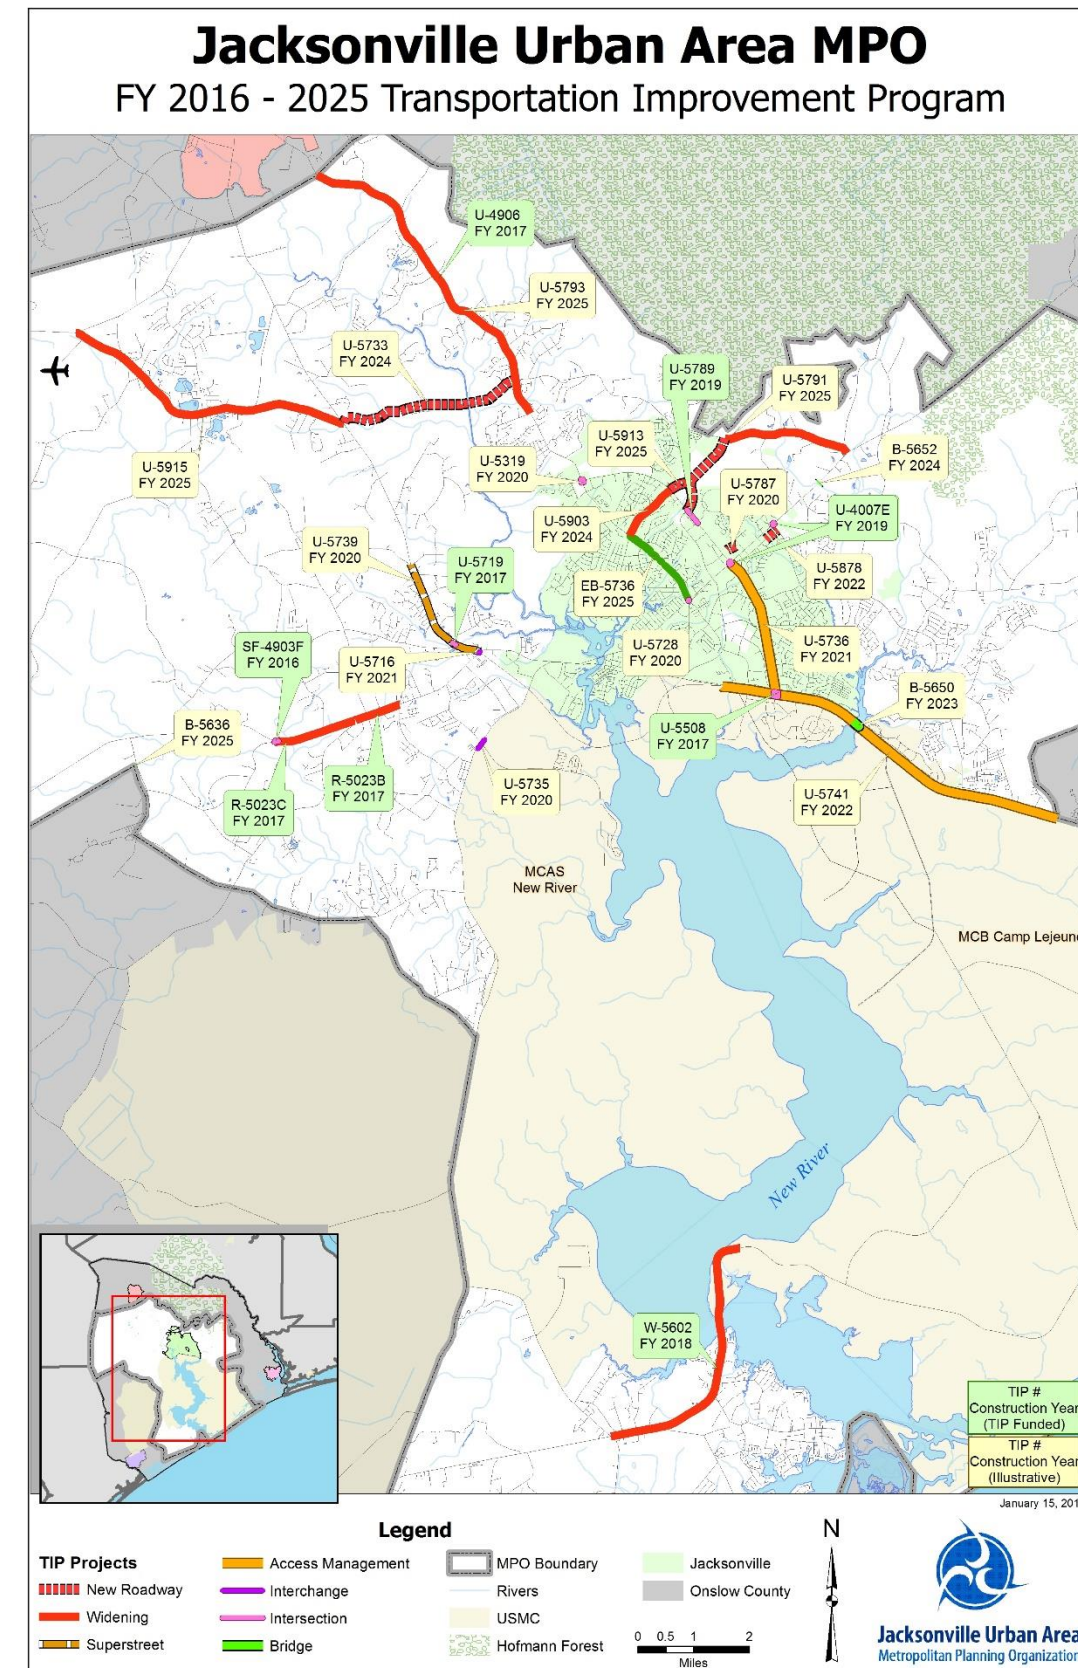 Jacksonville Urban Area MPO
FY 2016 - 2025 Transportation Improvement Program
U-4906
FY 2017
U-5793
FY 2025
U-5733
FY 2024
U-5789
FY 2019
U-5791
FY 2025
U-5913
FY 2025
B-5652
FY 2024
U-5915
FY 2025
U-5319
FY 2020
U-5787
FY 2020
U-4007E
FY 2019
U-5903
FY 2024
U-5739
FY 2020
U-5719
FY 2017
U-5878
FY 2022
EB-5736
FY 2025
SF-4903F
FY 2016
U-5716
FY 2021
U-5728
FY 2020
U-5736
FY 2021
B-5636
FY 2025
B-5650
FY 2023
U-5508
FY 2017
R-5023B
FY 2017
U-5735
FY 2020
R-5023C
FY 2017
U-5741
FY 2022
MCAS
New River
MCB Camp Lejeune
New River
W-5602
FY 2018
TIP #
Construction Year
(TIP Funded)
TIP #
Construction Year
(Illustrative)
January 15, 201
Legend
TIP Projects
New Roadway
Widening
Superstreet
Access Management
Interchange
Intersection
Bridge
MPO Boundary
Rivers
USMC
Hofmann Forest
Jacksonville
Onslow County
0 0.5 1 2
Miles
N
Jacksonville Urban Area
Metropolitan Planning Organization